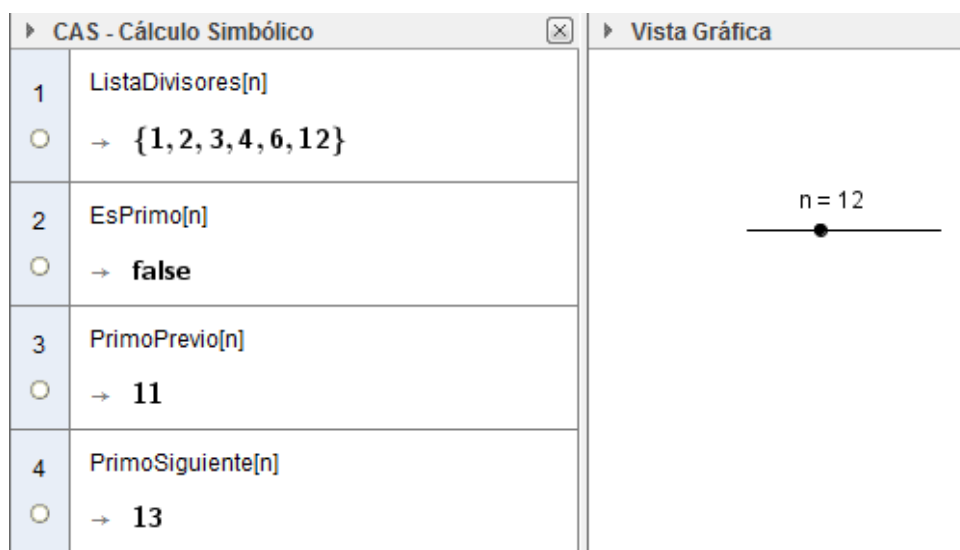 CAS - Cálculo Simbólico
1
ListaDivisores[n]
→ {1, 2, 3, 4, 6, 12}
2
EsPrimo[n]
→ false
3
PrimoPrevio[n]
→ 11
4
PrimoSiguiente[n]
→ 13
Vista Gráfica
n = 12